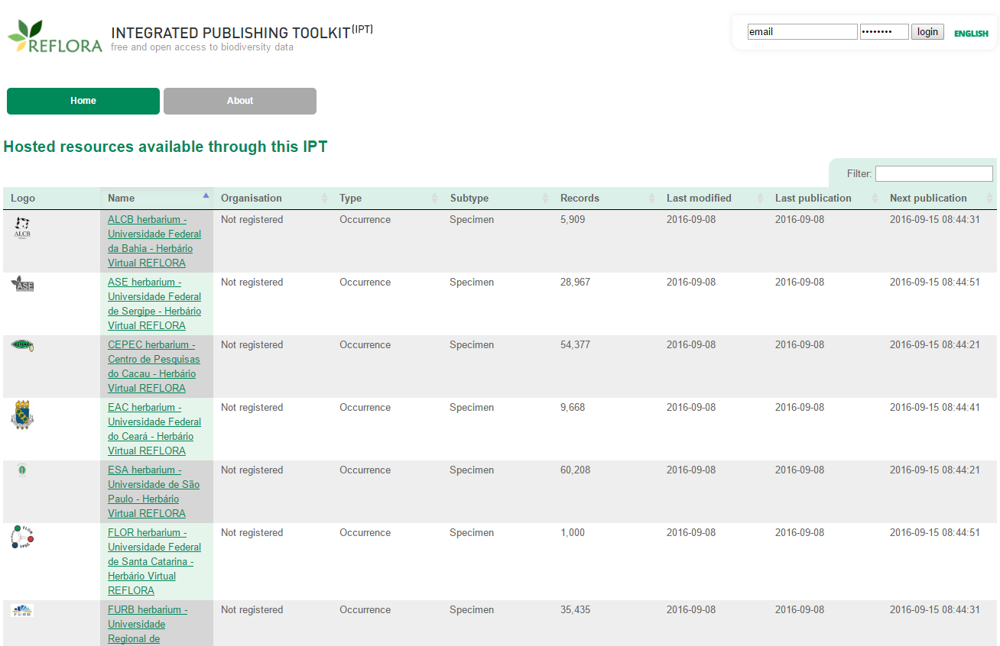 REFLORA
INTEGRATED PUBLISHING TOOLKIT(IPT)
free and open access to biodiversity data
email
•••••••• login ENGLISH
Home
About
Hosted resources available through this IPT
Filter:
Logo Name Organisation Type Subtype Records Last modified Last publication Next publication
ALCB
ALCB herbarium - Not registered Occurrence Specimen 5,909 2016-09-08 2016-09-08 2016-09-15 08:44:31
Universidade Federal
da Bahia - Herbário
Virtual REFLORA
ASE
ASE herbarium - Not registered Occurrence Specimen 28,967 2016-09-08 2016-09-08 2016-09-15 08:44:51
Universidade Federal
de Sergipe - Herbário
Virtual REFLORA
CEPEC herbarium - Not registered Occurrence Specimen 54,377 2016-09-08 2016-09-08 2016-09-15 08:44:21
Centro de Pesquisas
do Cacau - Herbário
Virtual REFLORA
EAC herbarium - Not registered Occurrence Specimen 9,668 2016-09-08 2016-09-08 2016-09-15 08:44:41
Universidade Federal
do Ceará - Herbário
Virtual REFLORA
ESA herbarium - Not registered Occurrence Specimen 60,208 2016-09-08 2016-09-08 2016-09-15 08:44:21
Universidade de São
Paulo - Herbário
Virtual REFLORA
FLOR
UFSC
FLOR herbarium - Not registered Occurrence Specimen 1,000 2016-09-08 2016-09-08 2016-09-15 08:44:51
Universidade Federal
de Santa Catarina -
Herbário Virtual
REFLORA
FURB
FURB herbarium - Not registered Occurrence Specimen 35,435 2016-09-08 2016-09-08 2016-09-15 08:44:31
Universidade
Regional de